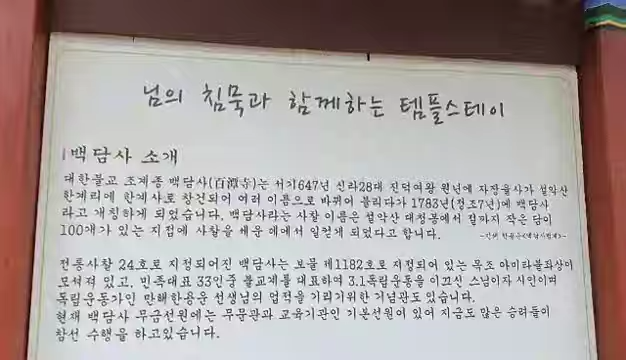 님의 침묵과 함께하는 템플스테이
백담사 소개
대한불교 조계종 백담사(百潭寺)는 서기647년 신라28대 진덕여왕 원년에 자장율사가 설악산
한계리에 한계사로 창건되어 여러 이름으로 바뀌어 불리다가 1783년(정조7년)에 백담사
라고 개칭하게 되었습니다. 백담사라는 사찰 이름은 설악산 대청봉에서 절까지 작은 담이
100개가 있는 지점에 사찰을 세운 데에서 일컫게 되었다고 합니다.
전통사찰 24호로 지정되어진 백담사는 보물 제1182호로 지정되어 있는 목조 아미타불좌상이
모셔져 있고, 민족대표 33인중 불교계를 대표하여 3.1독립운동을 이끄신 스님이자 시인이며
독립운동가인 만해한용운 선생님의 업적을 기리기위한 기념관도 있습니다.
현재 백담사 무금선원에는 무문관과 교육기관인 기본선원이 있어 지금도 많은 승려들이
참선 수행을 하고있습니다.